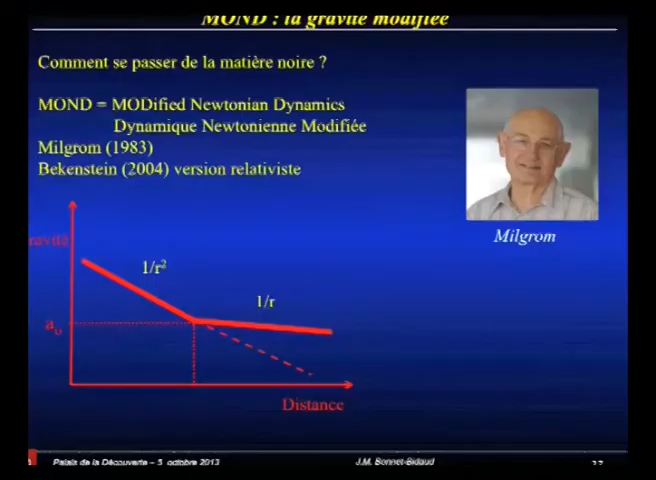 MOND : la gravité modifiée
Comment se passer de la matière noire ?
MOND = MODified Newtonian Dynamics
Dynamique Newtonienne Modifiée
Milgrom (1983)
Bekenstein (2004) version relativiste
Milgrom
ravité
1/r²
1/r
a₀
Distance
Palais de la Découverte – 5 octobre 2013
J.M. Bonnet-Bidaud